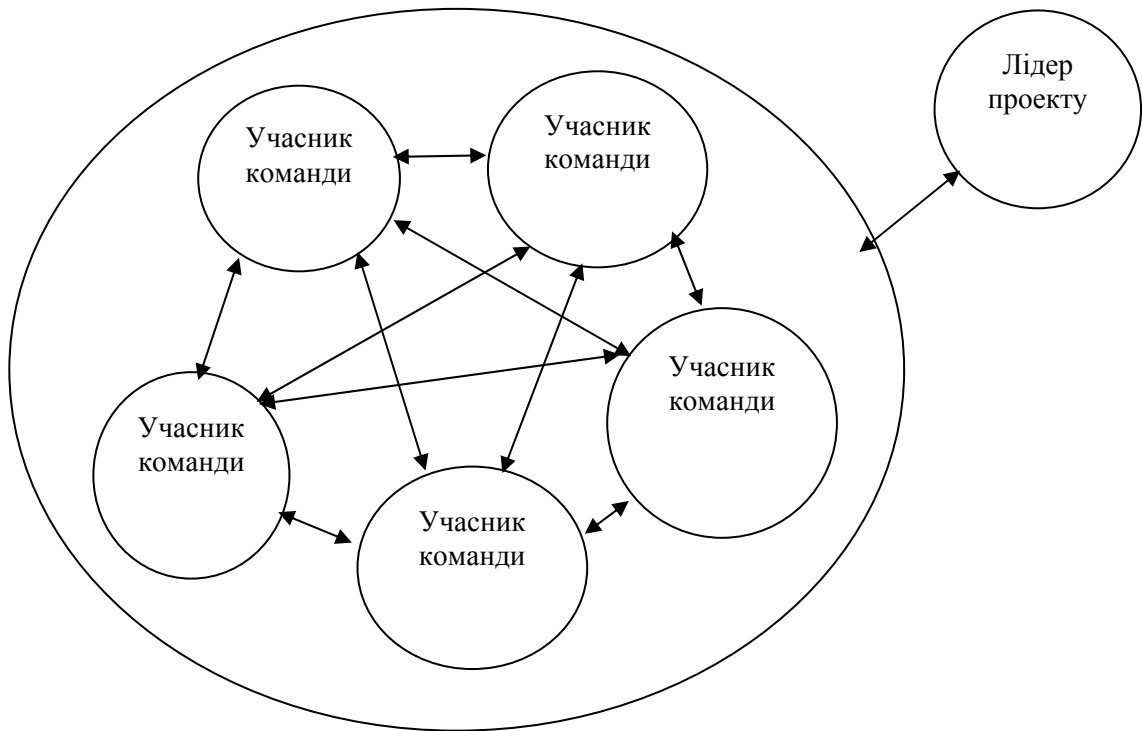 Лідер
проекту
Учасник
команди
Учасник
команди
Учасник
команди
Учасник
команди
Учасник
команди